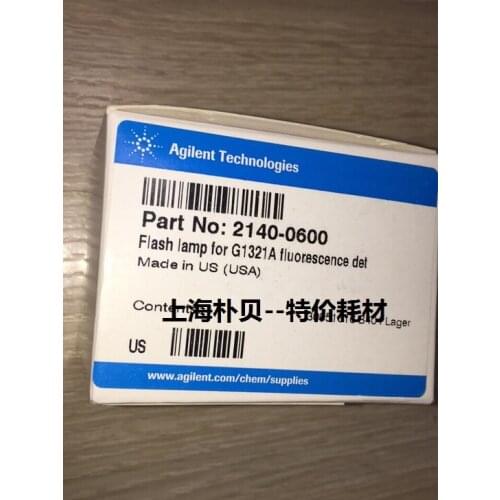 Agilent Technologies
Part No: 2140-0600
Flash lamp for G1321A fluorescence det
Made in US (USA)
上海朴贝--特价耗材
Lager
US
www.agilent.com/chem/supplies